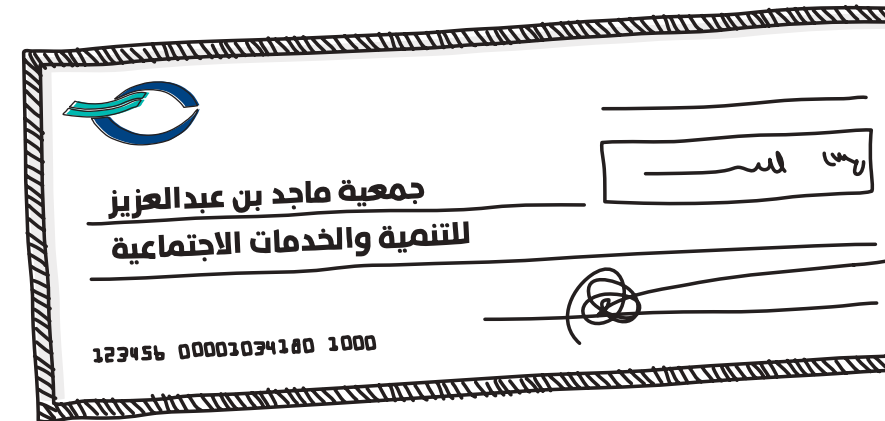 جمعية ماجد بن عبدالعزيز
للتنمية والخدمات الاجتماعية
123456 00001034180 1000